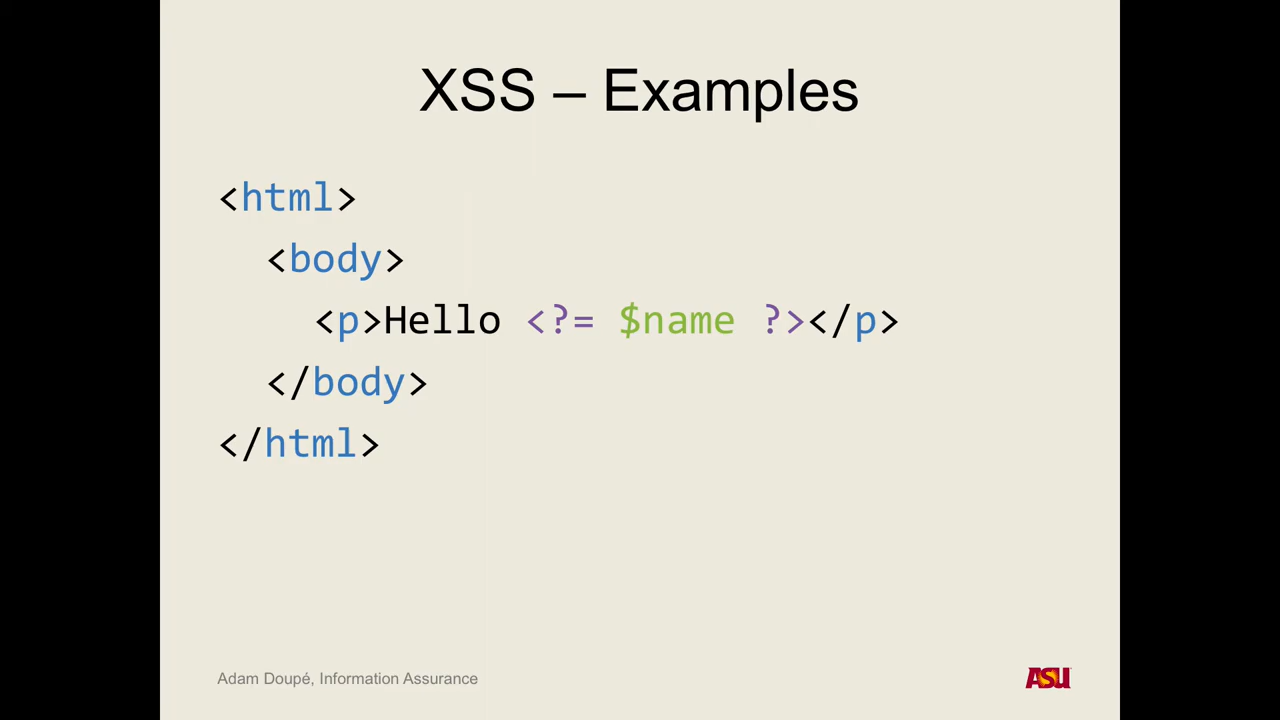 XSS – Examples
<html>
<body>
<p>Hello <?= $name ?></p>
</body>
</html>
Adam Doupé, Information Assurance
ASU